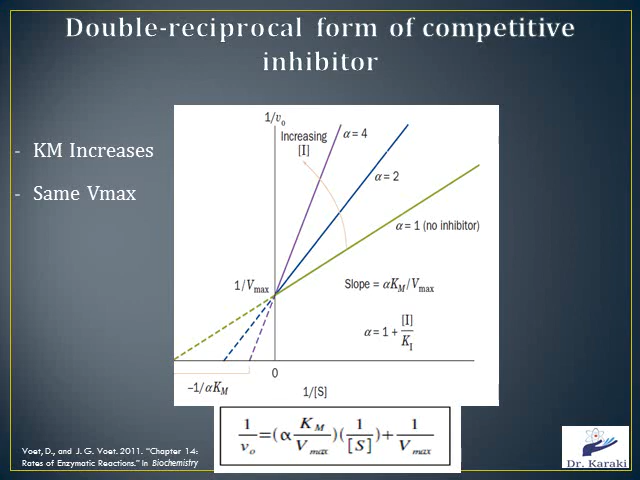 Double-reciprocal form of competitive
inhibitor
- KM Increases
- Same Vmax
1/vₒ
Increasing
[I]
α = 4
α = 2
α = 1 (no inhibitor)
1/Vmax
Slope = αKM/Vmax
α = 1 + [I]/KI
0
−1/αKM
1/[S]
1/vₒ = (α KM/Vmax)(1/[S]) + 1/Vmax
Voet, D., and J. G. Voet. 2011. "Chapter 14:
Rates of Enzymatic Reactions." In Biochemistry
Dr. Karaki